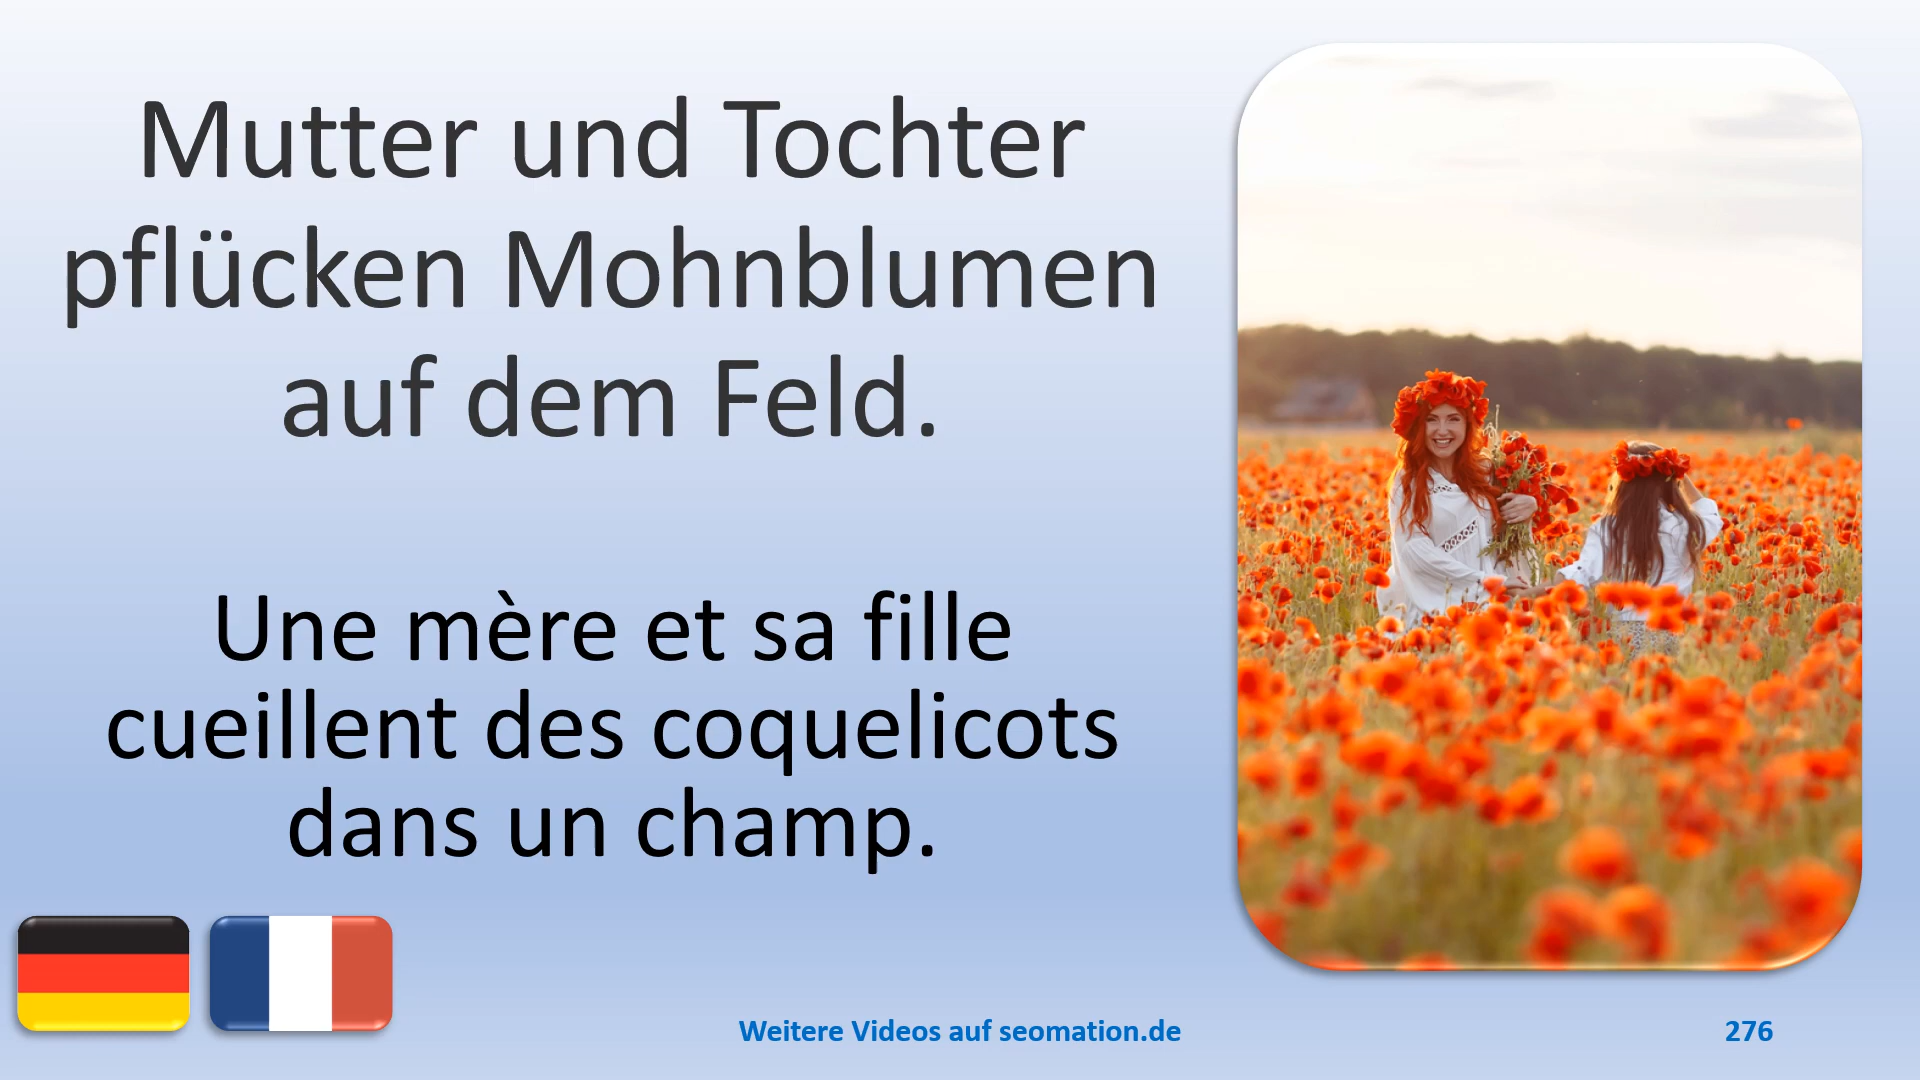 Mutter und Tochter
pflücken Mohnblumen
auf dem Feld.
Une mère et sa fille
cueillent des coquelicots
dans un champ.
Weitere Videos auf seomation.de
276